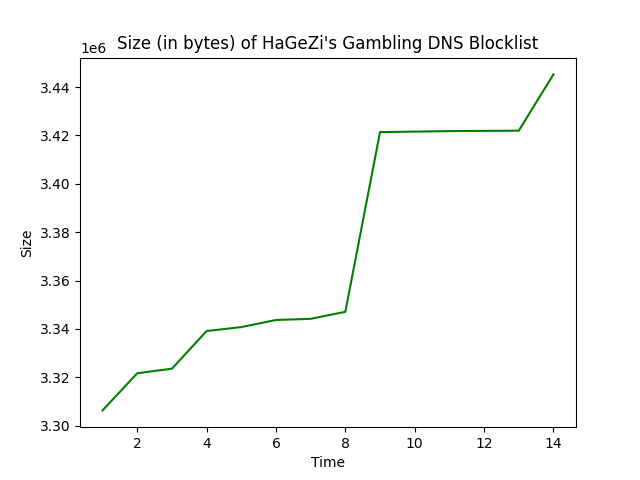 Size (in bytes) of HaGeZi's Gambling DNS Blocklist
1e6
3.44
3.42
3.40
3.38
3.36
3.34
3.32
3.30
Size
2 4 6 8 10 12 14
Time